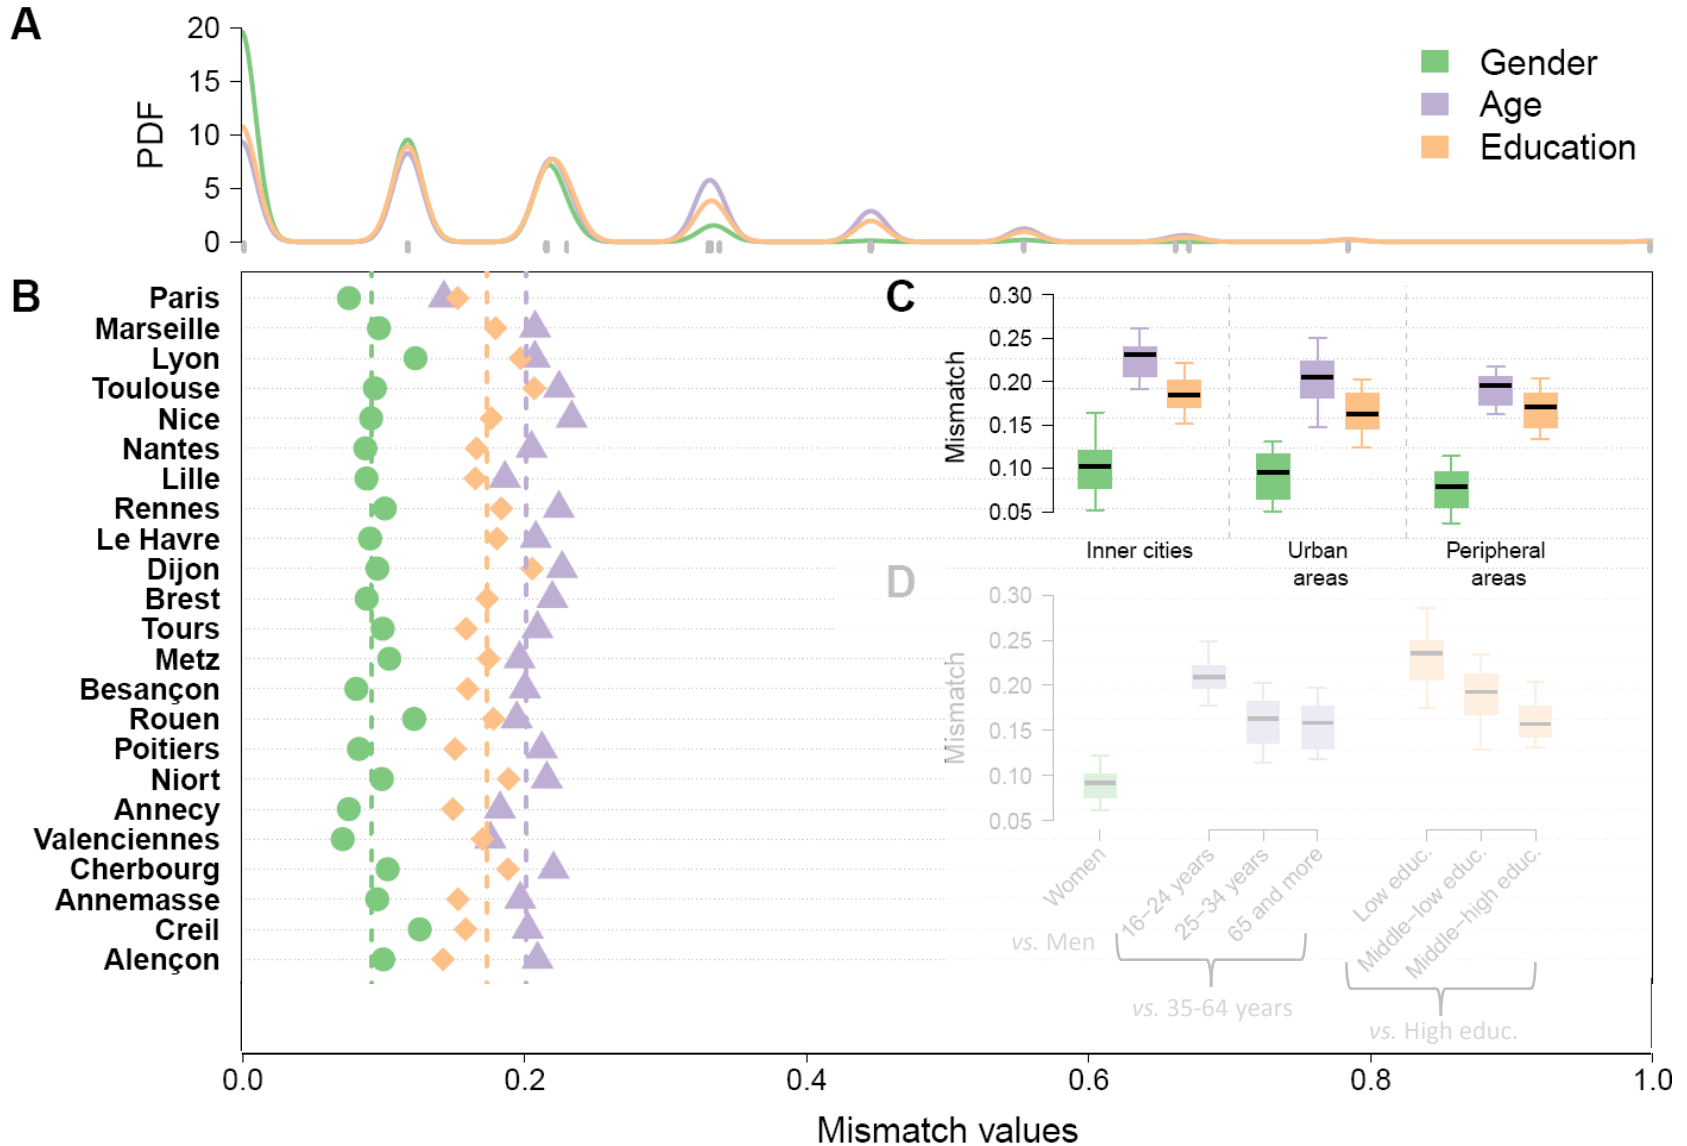 A
PDF
20
15
10
5
0
Gender
Age
Education
B
Paris
Marseille
Lyon
Toulouse
Nice
Nantes
Lille
Rennes
Le Havre
Dijon
Brest
Tours
Metz
Besançon
Rouen
Poitiers
Niort
Annecy
Valenciennes
Cherbourg
Annemasse
Creil
Alençon
C
Mismatch
0.30
0.25
0.20
0.15
0.10
0.05
Inner cities
Urban
areas
Peripheral
areas
D
Mismatch
0.30
0.25
0.20
0.15
0.10
0.05
Women
16−24 years
25−34 years
65 and more
Low educ.
Middle−low educ.
Middle−high educ.
vs. Men
vs. 35-64 years
vs. High educ.
0.0 0.2 0.4 0.6 0.8 1.0
Mismatch values